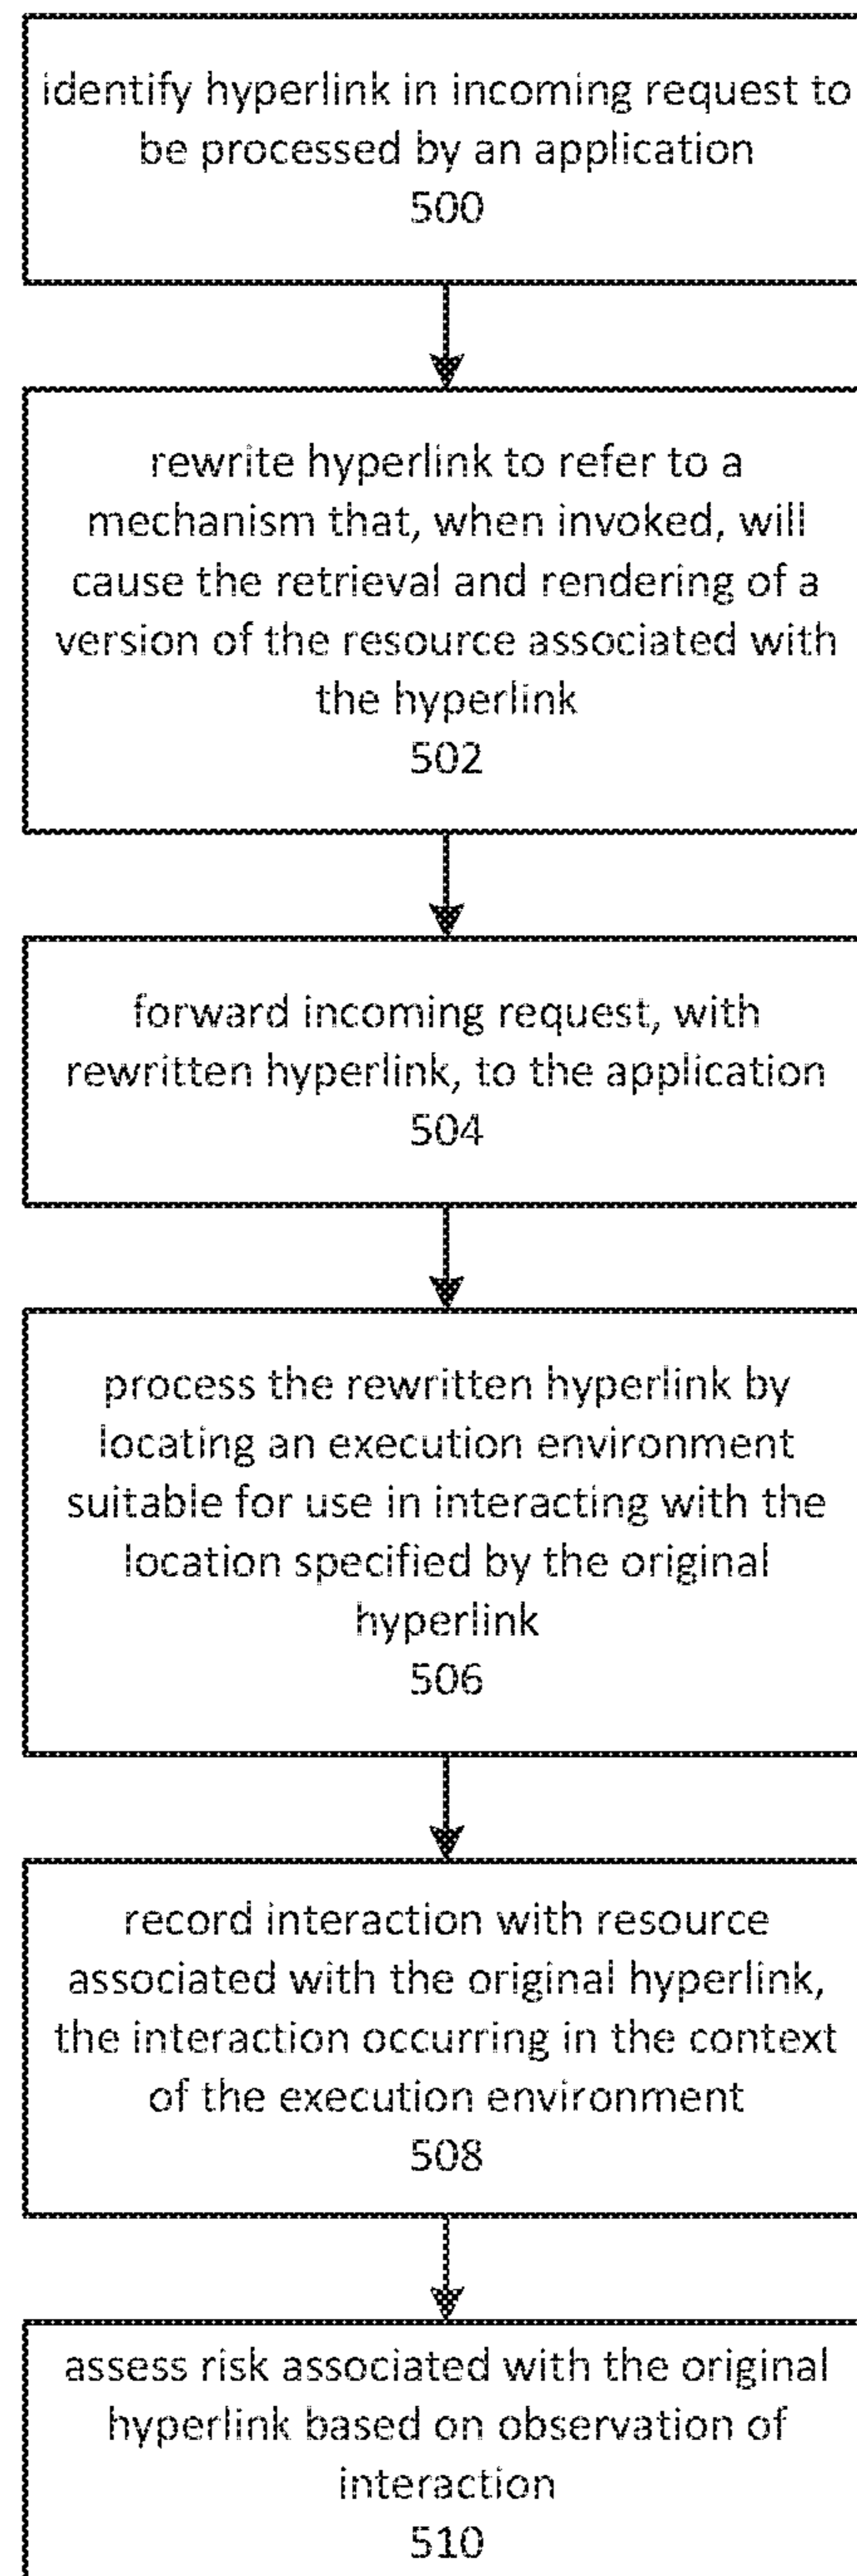 identify hyperlink in incoming request to
be processed by an application
500
rewrite hyperlink to refer to a
mechanism that, when invoked, will
cause the retrieval and rendering of a
version of the resource associated with
the hyperlink
502
forward incoming request, with
rewritten hyperlink, to the application
504
process the rewritten hyperlink by
locating an execution environment
suitable for use in interacting with the
location specified by the original
hyperlink
506
record interaction with resource
associated with the original hyperlink,
the interaction occurring in the context
of the execution environment
508
assess risk associated with the original
hyperlink based on observation of
interaction
510